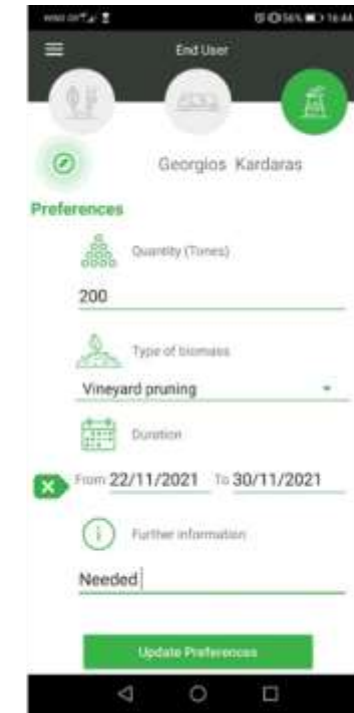 56% 16:44
End User
Georgios Kardaras
Preferences
Quantity (Tones)
200
Type of biomass
Vineyard pruning
Duration
From 22/11/2021 To 30/11/2021
Further information
Needed
Update Preferences